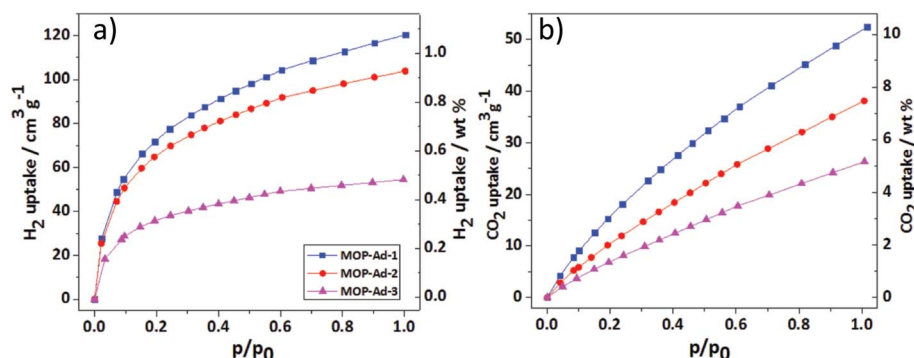 a)
H₂ uptake / cm³ g⁻¹
120
100
80
60
40
20
0
0.0 0.2 0.4 0.6 0.8 1.0
p/p₀
1.0
0.8
0.6
0.4
0.2
0.0
H₂ uptake / wt %
MOP-Ad-1
MOP-Ad-2
MOP-Ad-3
b)
CO₂ uptake / cm³ g⁻¹
50
40
30
20
10
0
0.0 0.2 0.4 0.6 0.8 1.0
p/p₀
10
8
6
4
2
0
CO₂ uptake / wt %